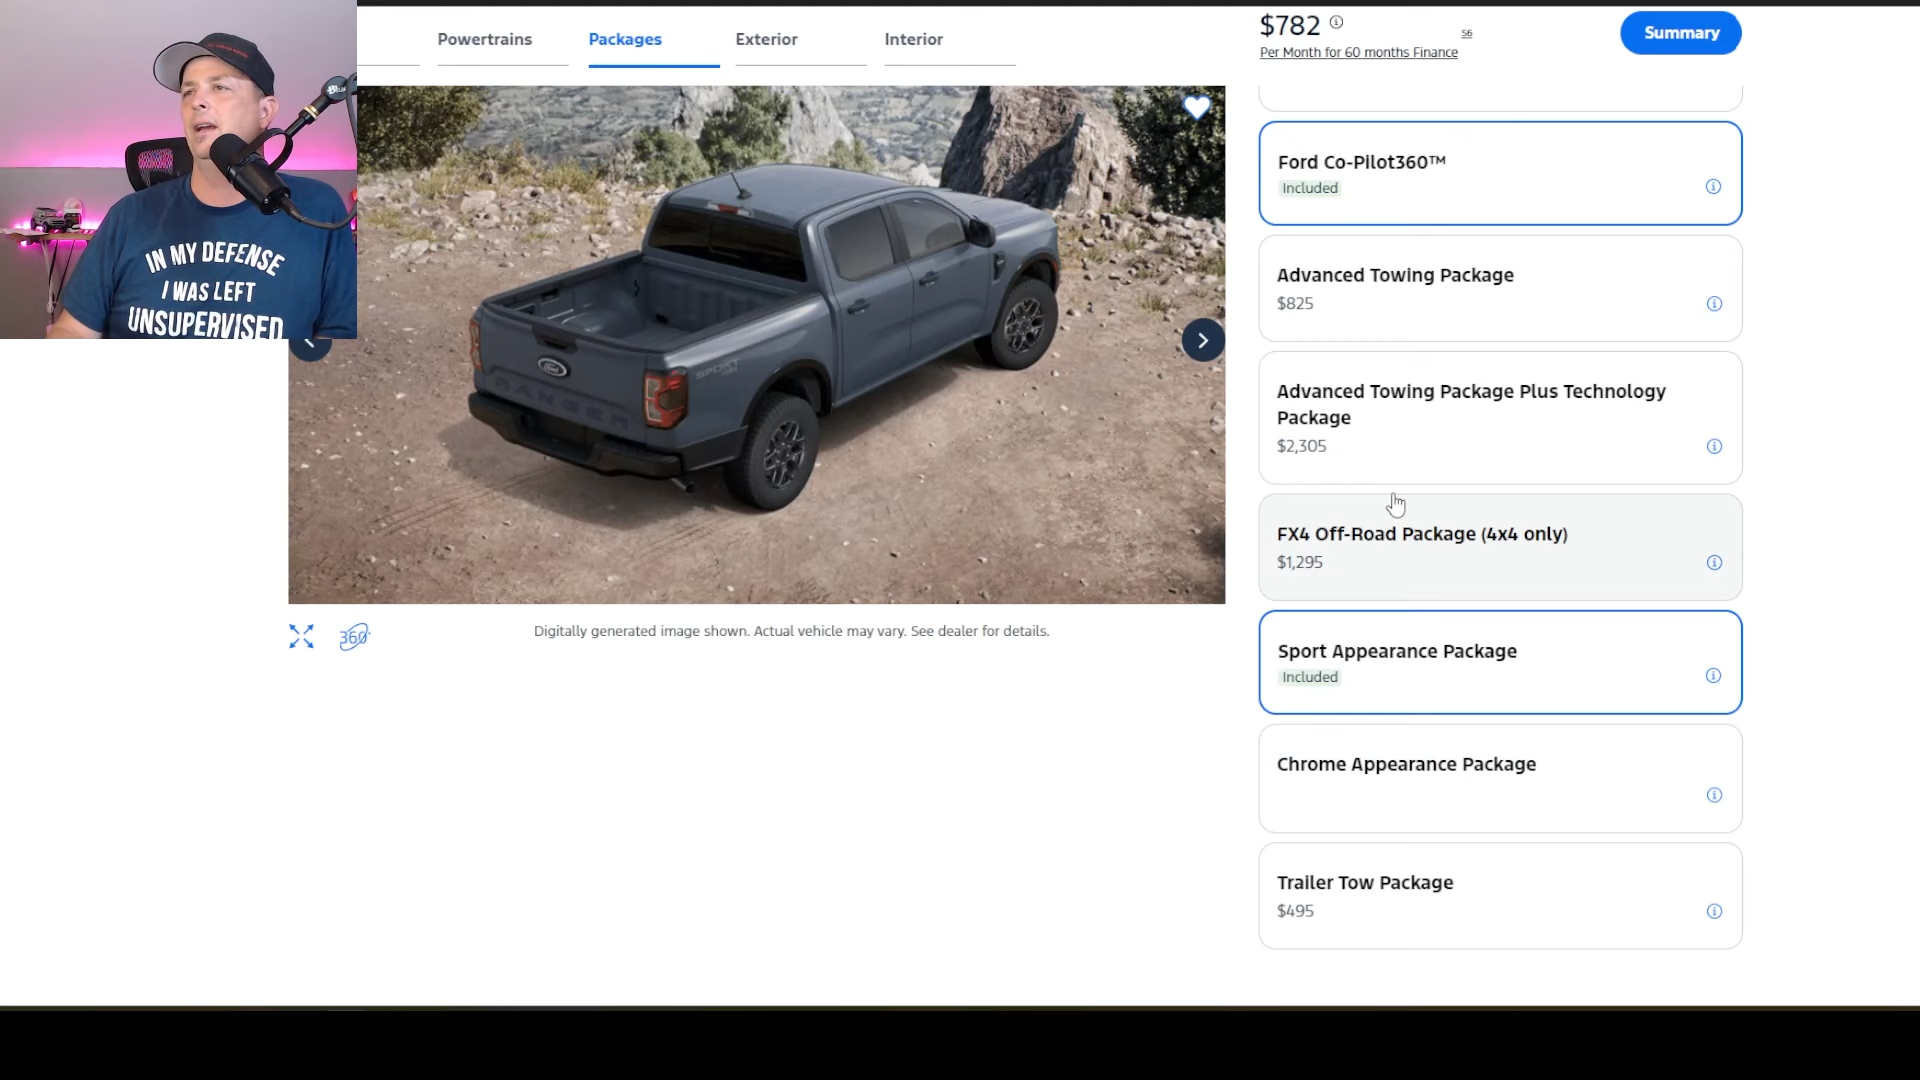 Powertrains
Packages
Exterior
Interior
$782
56
Per Month for 60 months Finance
Summary
IN MY DEFENSE
I WAS LEFT
UNSUPERVISED
Ford
RANGER
SPORT
Ford Co-Pilot360™
Included
Advanced Towing Package
$825
Advanced Towing Package Plus Technology
Package
$2,305
FX4 Off-Road Package (4x4 only)
$1,295
Sport Appearance Package
Included
Chrome Appearance Package
Trailer Tow Package
$495
360°
Digitally generated image shown. Actual vehicle may vary. See dealer for details.